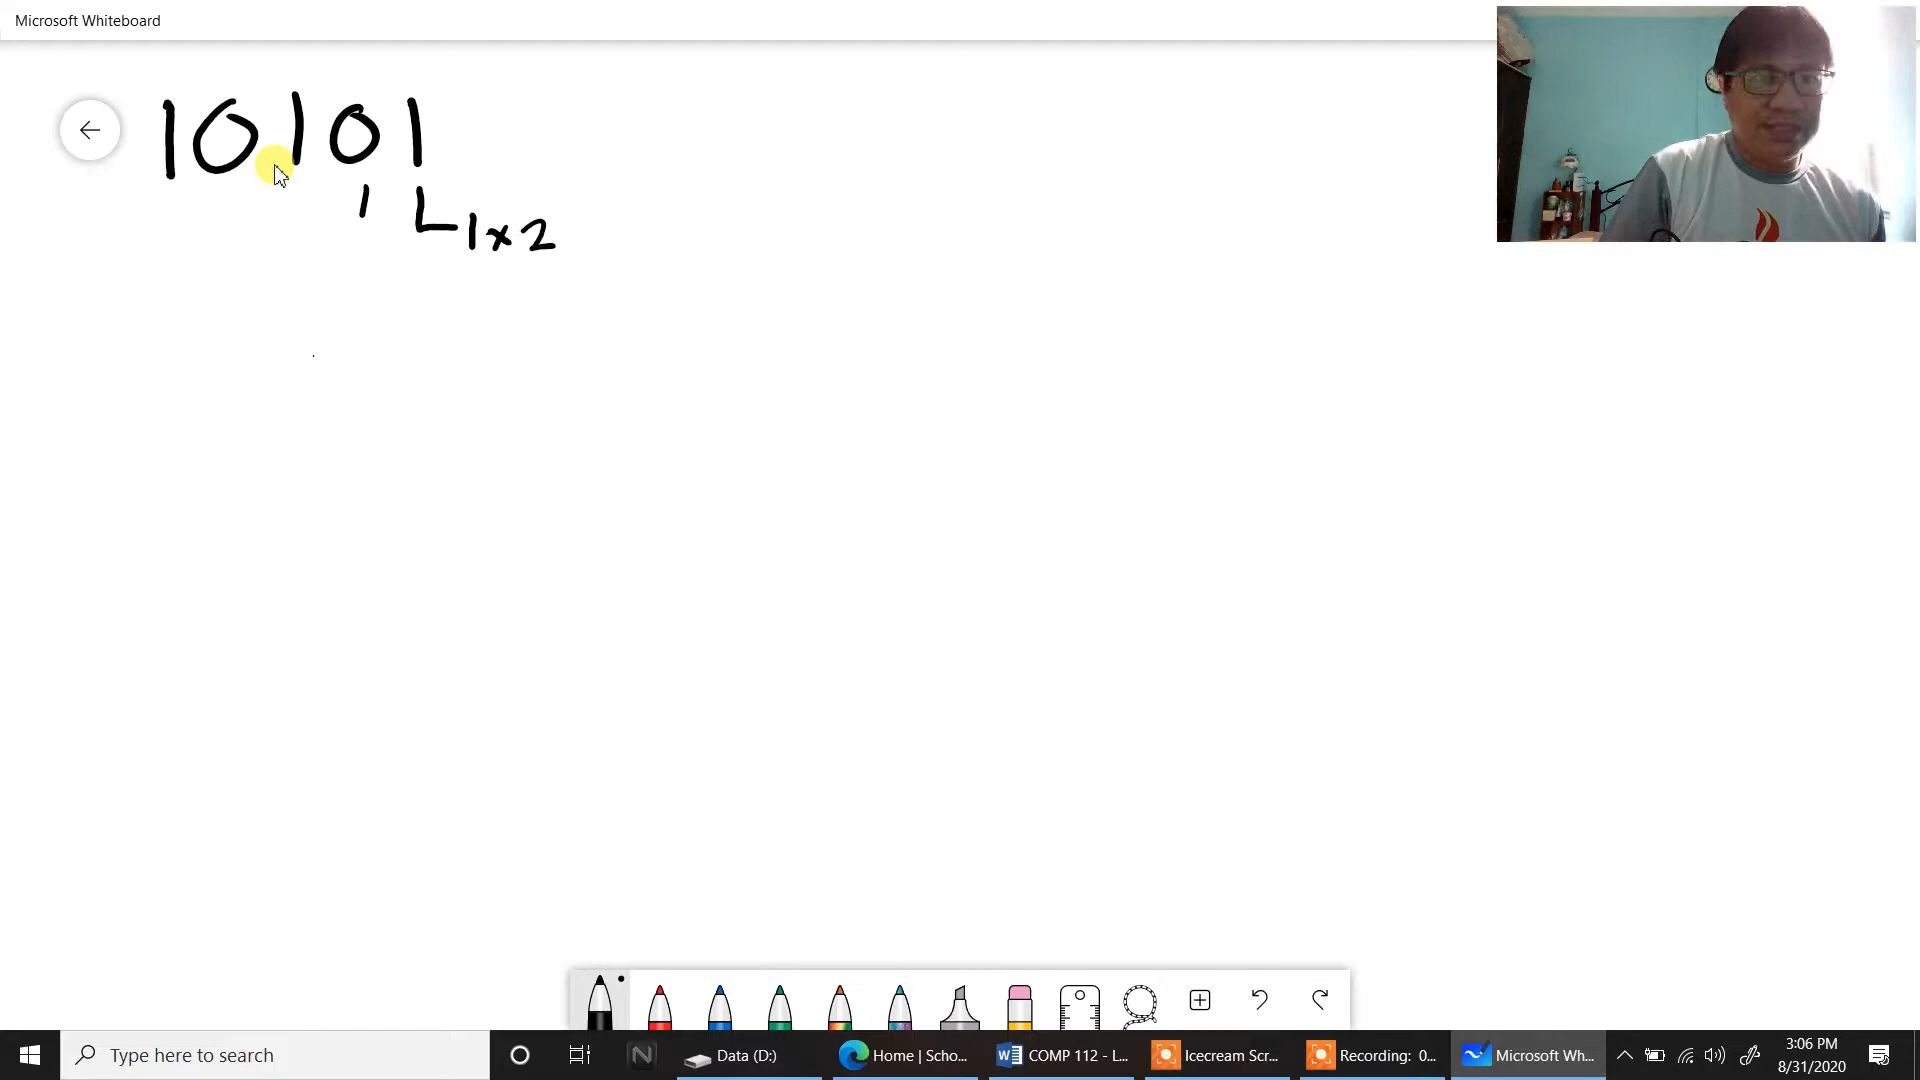 Microsoft Whiteboard
10101
1 L 1x2
Type here to search
N
Data (D:)
Home | Scho...
COMP 112 - L...
Icecream Scr...
Recording: 0...
Microsoft Wh...
3:06 PM
8/31/2020